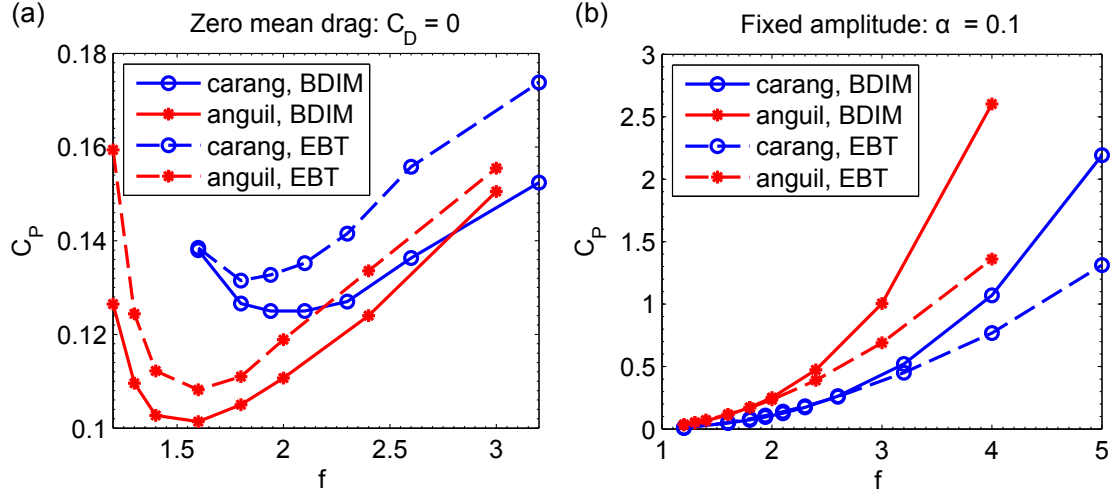 (a)
Zero mean drag: C_D = 0
0.18
0.16
0.14
0.12
0.1
C_P
carang, BDIM
anguil, BDIM
carang, EBT
anguil, EBT
1.5
2
2.5
3
f
(b)
Fixed amplitude: α = 0.1
3
2.5
2
1.5
1
0.5
0
C_P
carang, BDIM
anguil, BDIM
carang, EBT
anguil, EBT
1
2
3
4
5
f